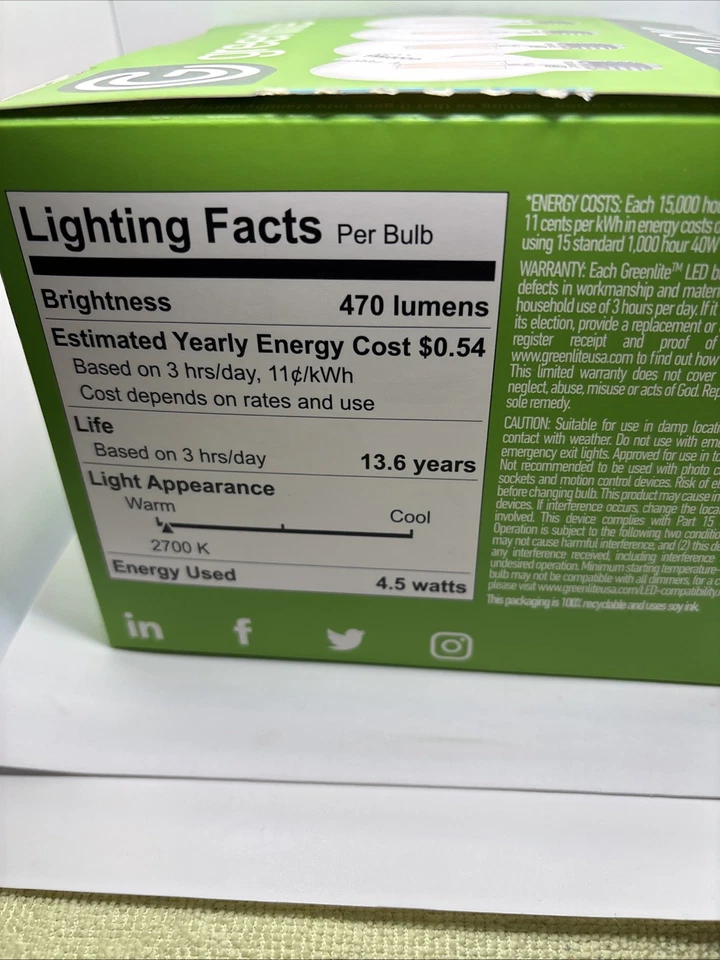 greenlite
Lighting Facts Per Bulb
Brightness 470 lumens
Estimated Yearly Energy Cost $0.54
Based on 3 hrs/day, 11¢/kWh
Cost depends on rates and use
Life
Based on 3 hrs/day 13.6 years
Light Appearance
Warm Cool
2700 K
Energy Used 4.5 watts
in f
*ENERGY COSTS: Each 15,000
11 cents per kWh in energy costs
using 15 standard 1,000 hour 40W
WARRANTY: Each Greenlite™ LED
defects in workmanship and
household use of 3 hours per day. If it
its election, provide a replacement or
register receipt and proof of
www.greenliteusa.com to find out how
This limited warranty does not cover
neglect, abuse, misuse or acts of God.
sole remedy.
CAUTION: Suitable for use in damp
contact with weather. Do not use with
emergency exit lights. Approved for use in
Not recommended to be used with photo
sockets and motion control devices. Risk of
before changing bulb. This product may cause
devices. If interference occurs, change the
involved. This device complies with Part 15
Operation is subject to the following two
may not cause harmful interference, and (2) this
any interference received, including interference
undesired operation. Minimum starting temperature
bulb may not be compatible with all dimmers, for a
please visit www.greenliteusa.com/LED-compatibility
This packaging is 100% recyclable and uses soy ink.